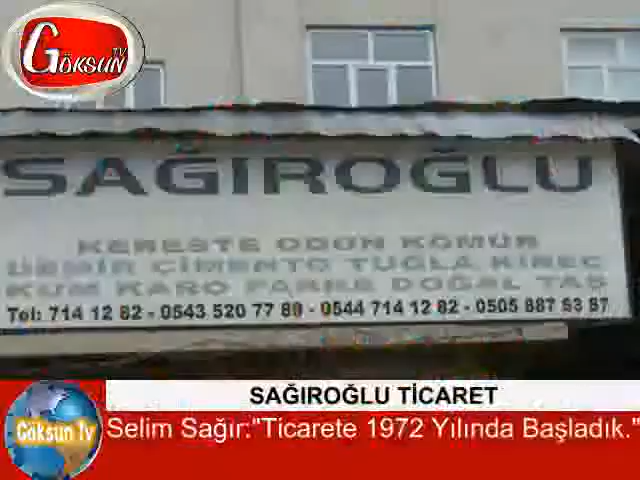 GÖKSUN TV
SAĞIROĞLU
KERESTE ODUN KÖMÜR
DEMİR ÇİMENTO TUĞLA KİREÇ
KUM KARO PARKE DOĞAL TAŞ
Tel: 714 12 82 - 0543 520 77 89 - 0544 714 12 82 - 0505 887 63 87
SAĞIROĞLU TİCARET
Göksun Tv
Selim Sağır:"Ticarete 1972 Yılında Başladık."